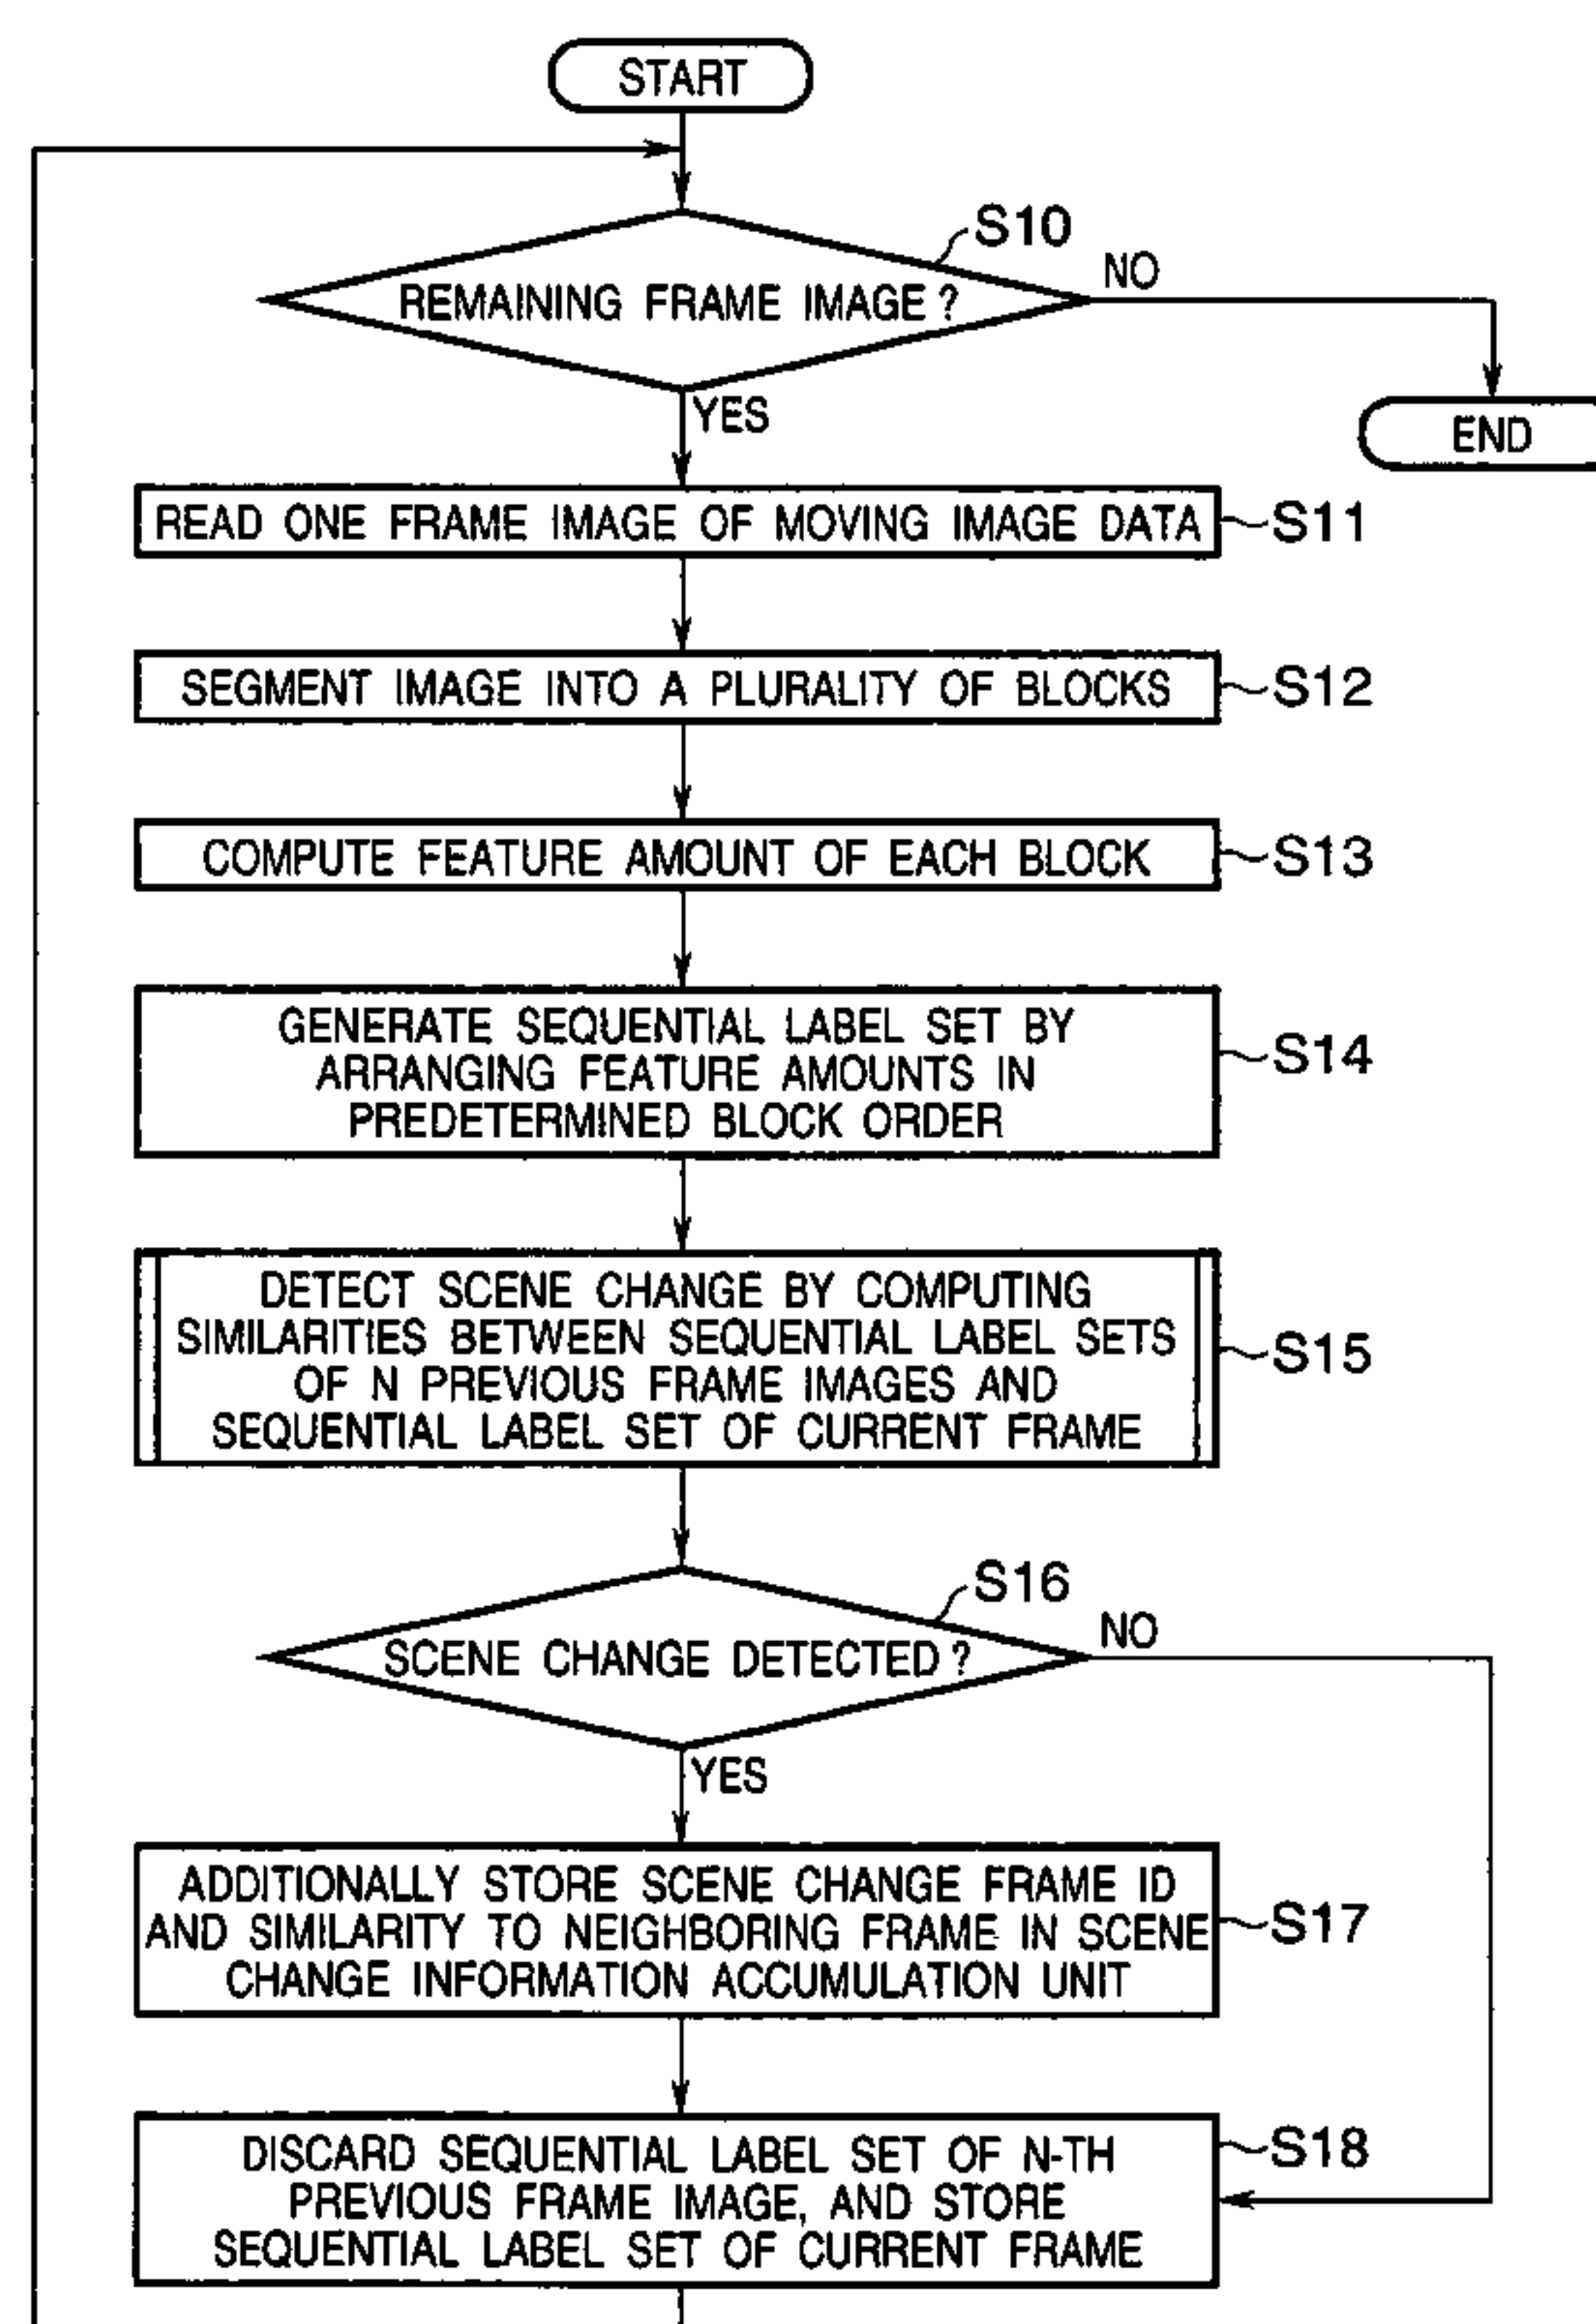 START
S10
REMAINING FRAME IMAGE?
NO
YES
END
READ ONE FRAME IMAGE OF MOVING IMAGE DATA
S11
SEGMENT IMAGE INTO A PLURALITY OF BLOCKS
S12
COMPUTE FEATURE AMOUNT OF EACH BLOCK
S13
GENERATE SEQUENTIAL LABEL SET BY
ARRANGING FEATURE AMOUNTS IN
PREDETERMINED BLOCK ORDER
S14
DETECT SCENE CHANGE BY COMPUTING
SIMILARITIES BETWEEN SEQUENTIAL LABEL SETS
OF N PREVIOUS FRAME IMAGES AND
SEQUENTIAL LABEL SET OF CURRENT FRAME
S15
S16
SCENE CHANGE DETECTED?
NO
YES
ADDITIONALLY STORE SCENE CHANGE FRAME ID
AND SIMILARITY TO NEIGHBORING FRAME IN SCENE
CHANGE INFORMATION ACCUMULATION UNIT
S17
DISCARD SEQUENTIAL LABEL SET OF N-TH
PREVIOUS FRAME IMAGE, AND STORE
SEQUENTIAL LABEL SET OF CURRENT FRAME
S18